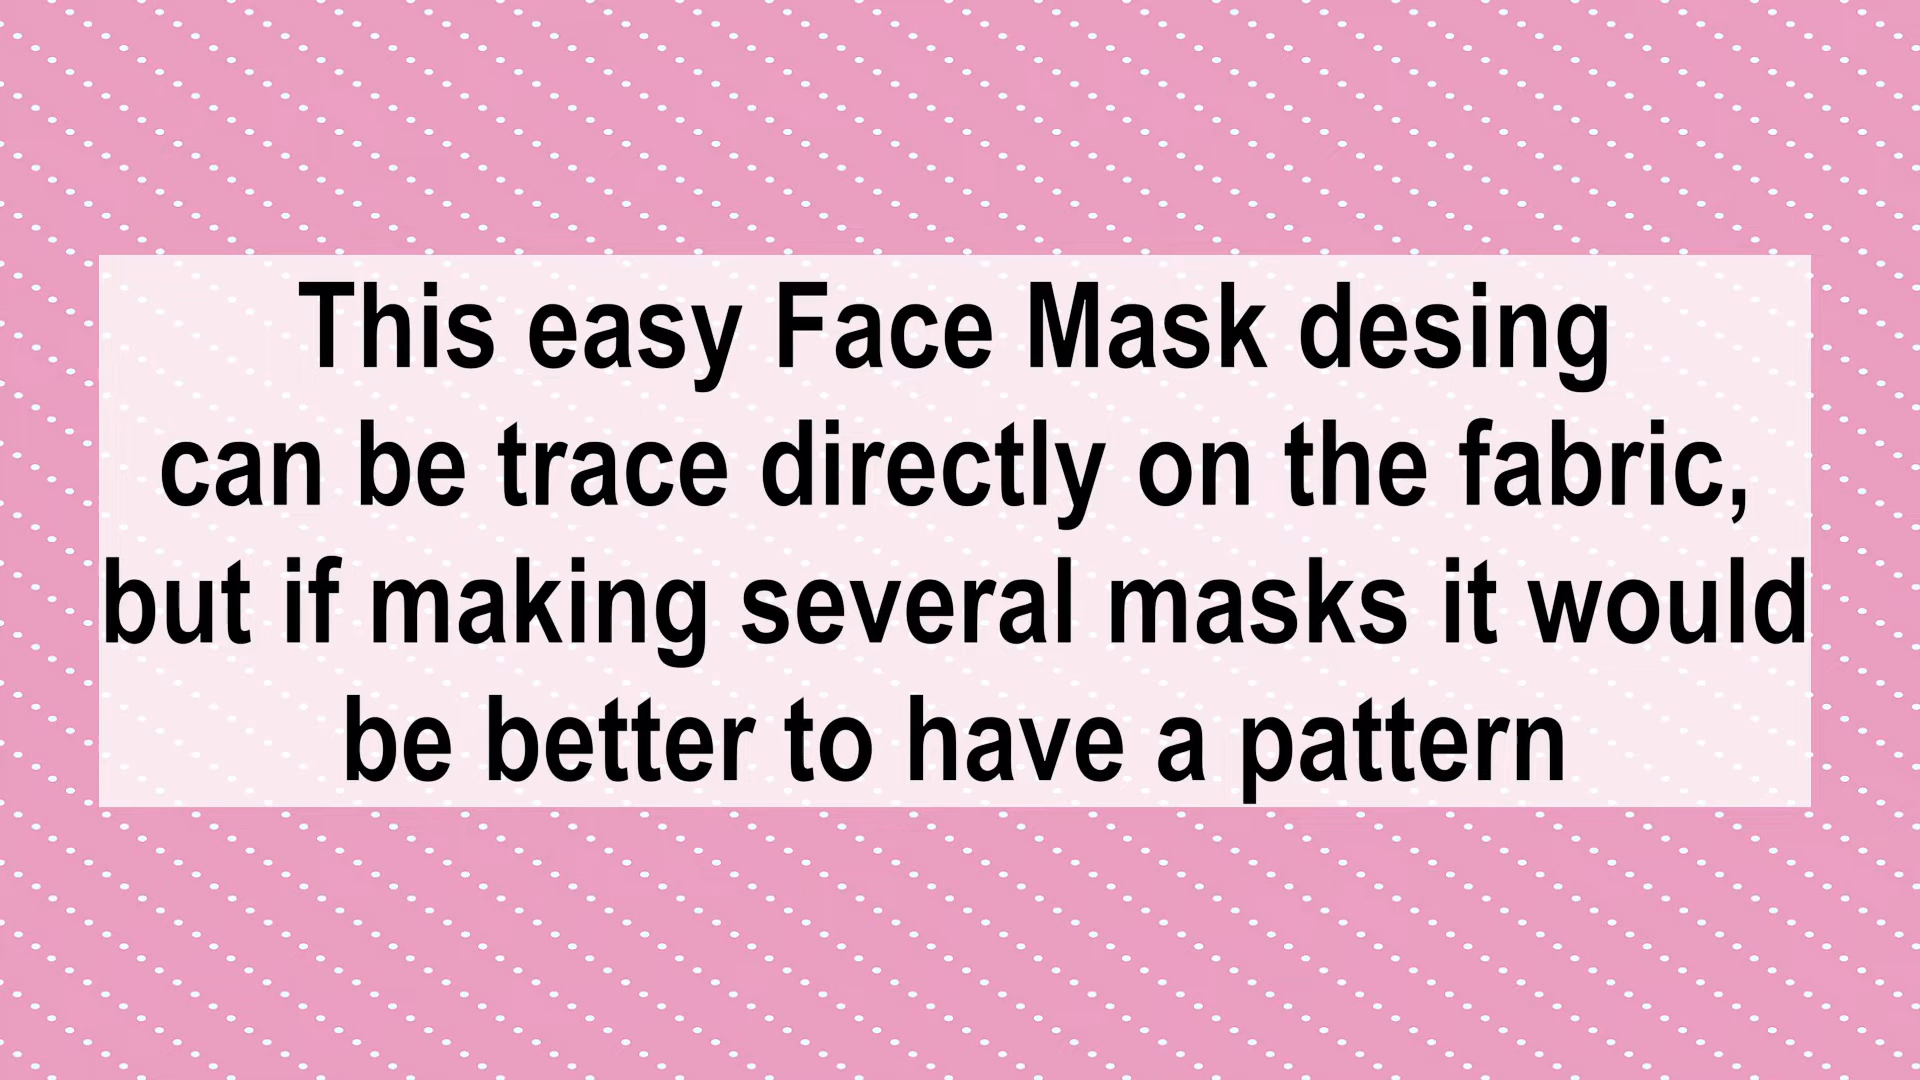 This easy Face Mask desing
can be trace directly on the fabric,
but if making several masks it would
be better to have a pattern